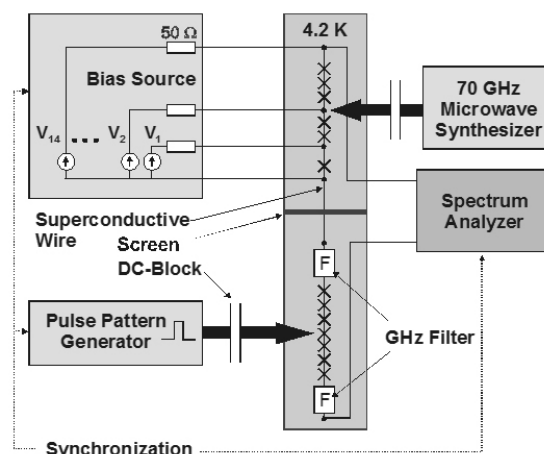 50 Ω
4.2 K
Bias Source
70 GHz
Microwave
Synthesizer
V14
V2
V1
Spectrum
Analyzer
Superconductive
Wire
Screen
DC-Block
F
Pulse Pattern
Generator
GHz Filter
F
Synchronization